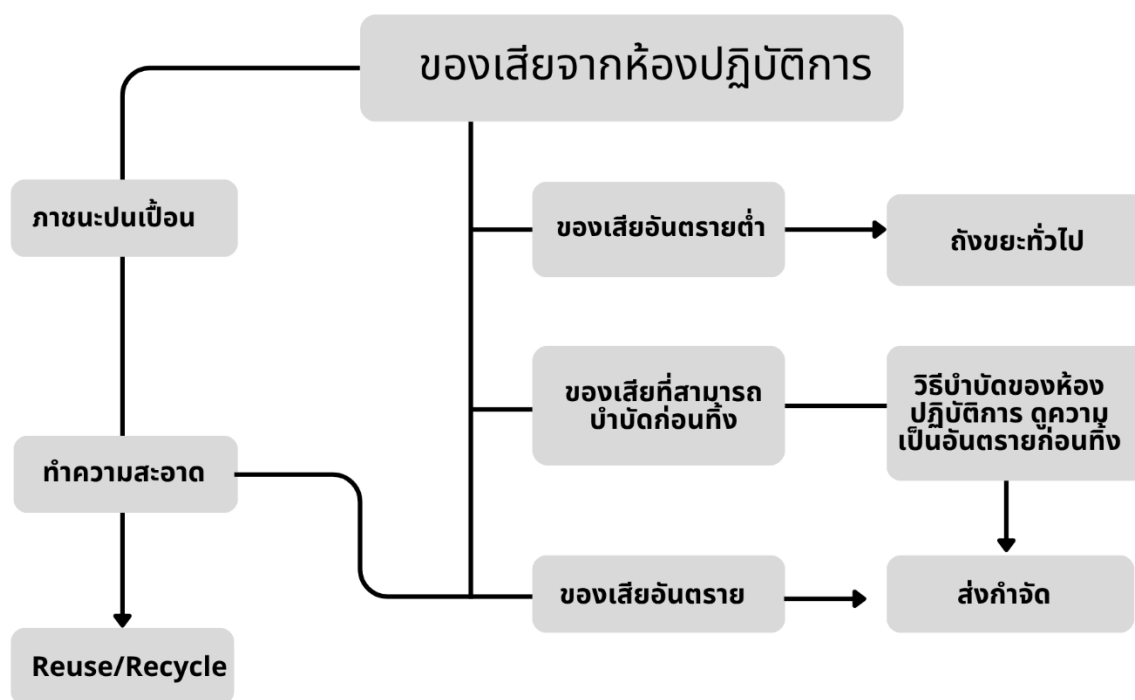 ของเสียจากห้องปฏิบัติการ
ภาชนะปนเปื้อน
ของเสียอันตรายต่ำ
ถังขยะทั่วไป
ของเสียที่สามารถ
บำบัดก่อนทิ้ง
วิธีบำบัดของห้อง
ปฏิบัติการ ดูความ
เป็นอันตรายก่อนทิ้ง
ทำความสะอาด
ของเสียอันตราย
ส่งกำจัด
Reuse/Recycle